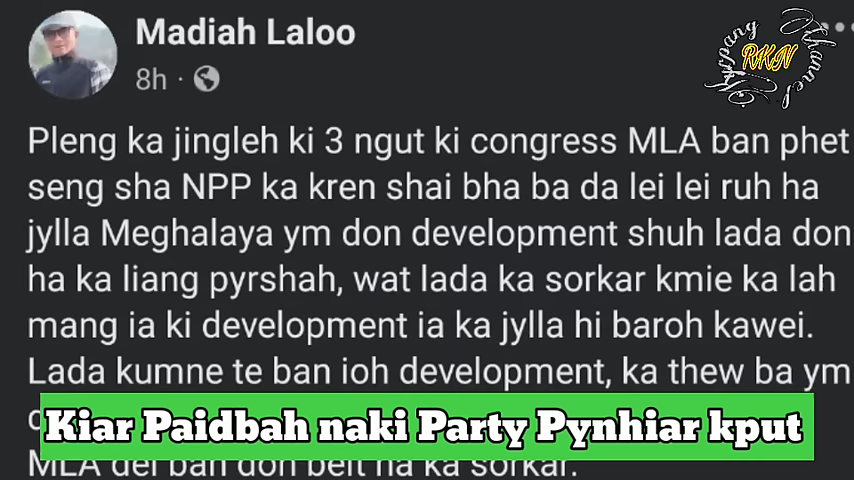 Madiah Laloo
8h ·
RKN
Pleng ka jingleh ki 3 ngut ki congress MLA ban phet
seng sha NPP ka kren shai bha ba da lei lei ruh ha
jylla Meghalaya ym don development shuh lada don
ha ka liang pyrshah, wat lada ka sorkar kmie ka lah
mang ia ki development ia ka jylla hi baroh kawei.
Lada kumne te ban ioh development, ka thew ba ym
Kiar Paidbah naki Party Pynhiar kput
MLA dei ban don beit ha ka sorkar.